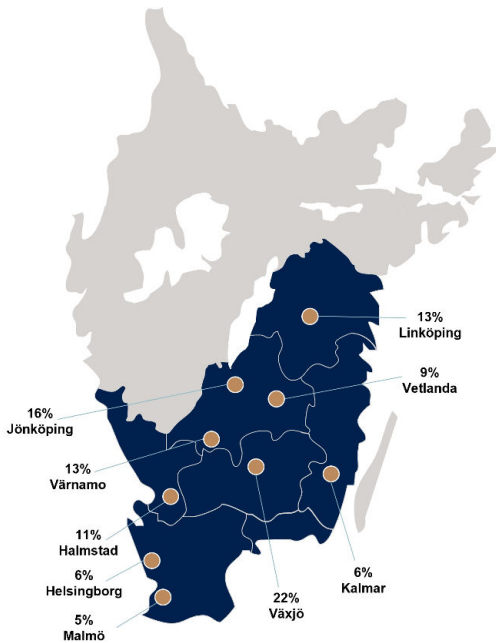 13%
Linköping
9%
Vetlanda
16%
Jönköping
13%
Värnamo
11%
Halmstad
6%
Helsingborg
5%
Malmö
22%
Växjö
6%
Kalmar